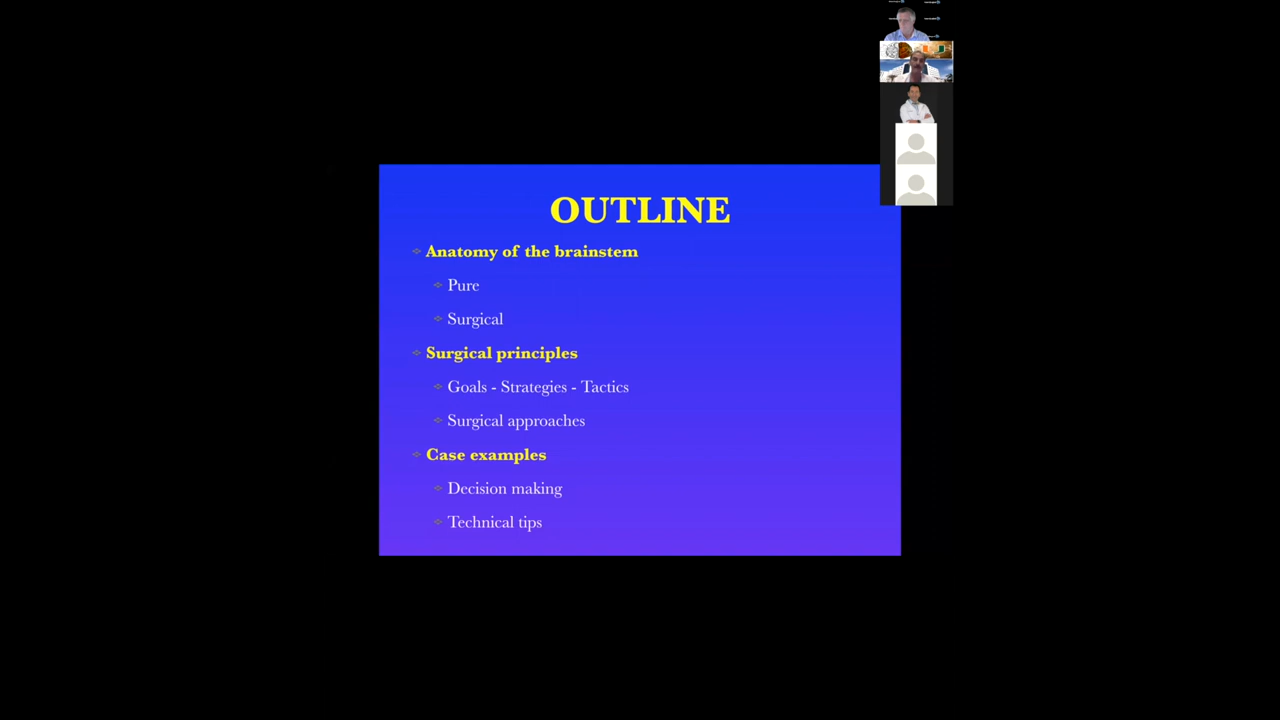 OUTLINE
Anatomy of the brainstem
Pure
Surgical
Surgical principles
Goals - Strategies - Tactics
Surgical approaches
Case examples
Decision making
Technical tips